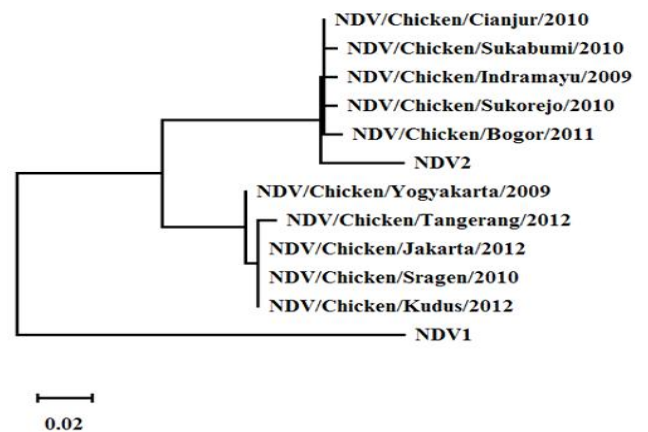 NDV/Chicken/Cianjur/2010
NDV/Chicken/Sukabumi/2010
NDV/Chicken/Indramayu/2009
NDV/Chicken/Sukorejo/2010
NDV/Chicken/Bogor/2011
NDV2
NDV/Chicken/Yogyakarta/2009
NDV/Chicken/Tangerang/2012
NDV/Chicken/Jakarta/2012
NDV/Chicken/Sragen/2010
NDV/Chicken/Kudus/2012
NDV1
0.02